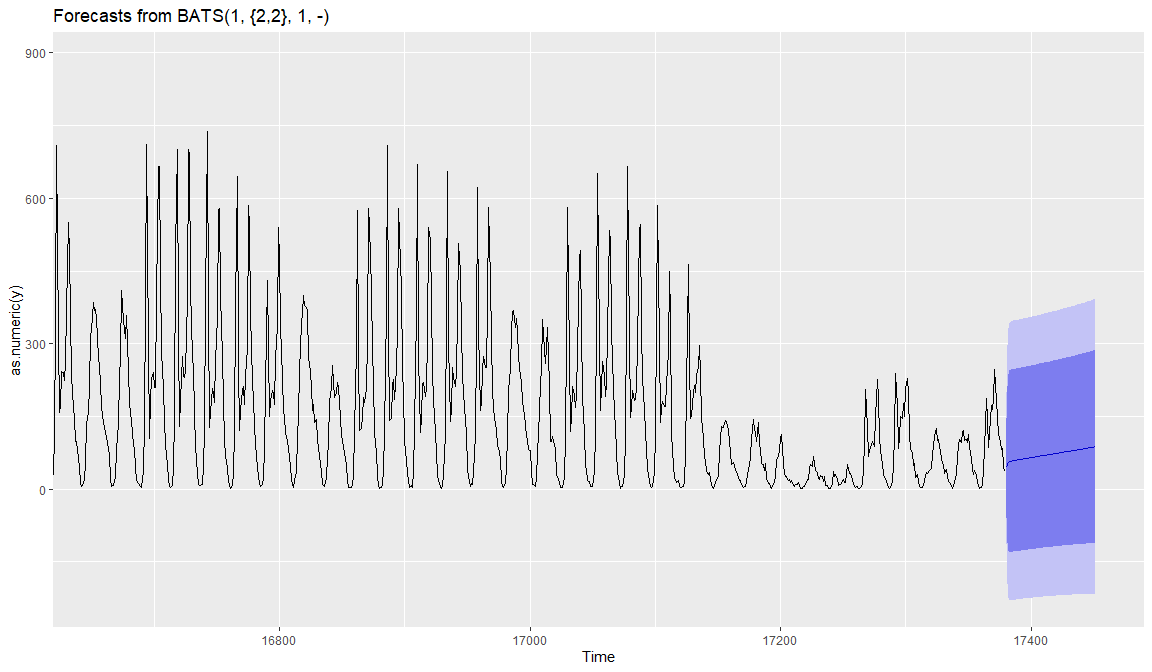 Forecasts from BATS(1, {2,2}, 1, -)
900
600
300
0
as.numeric(y)
16800
17000
17200
17400
Time